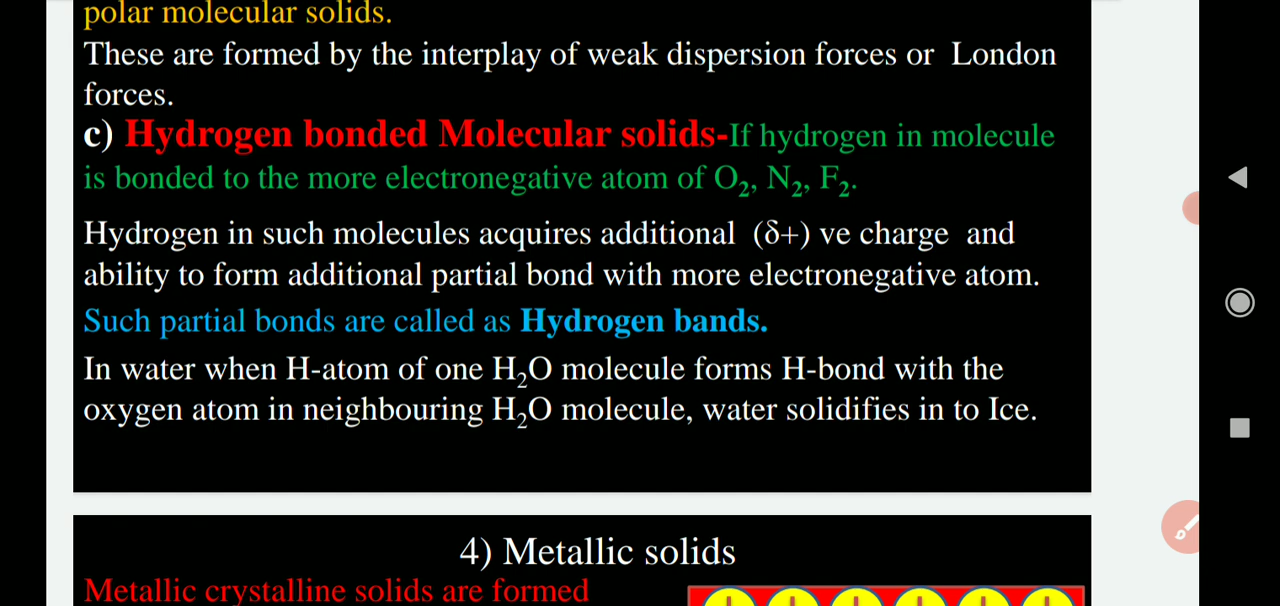 polar molecular solids.
These are formed by the interplay of weak dispersion forces or London
forces.
c) Hydrogen bonded Molecular solids-If hydrogen in molecule
is bonded to the more electronegative atom of O₂, N₂, F₂.
Hydrogen in such molecules acquires additional (δ+) ve charge and
ability to form additional partial bond with more electronegative atom.
Such partial bonds are called as Hydrogen bands.
In water when H-atom of one H₂O molecule forms H-bond with the
oxygen atom in neighbouring H₂O molecule, water solidifies in to Ice.
4) Metallic solids
Metallic crystalline solids are formed